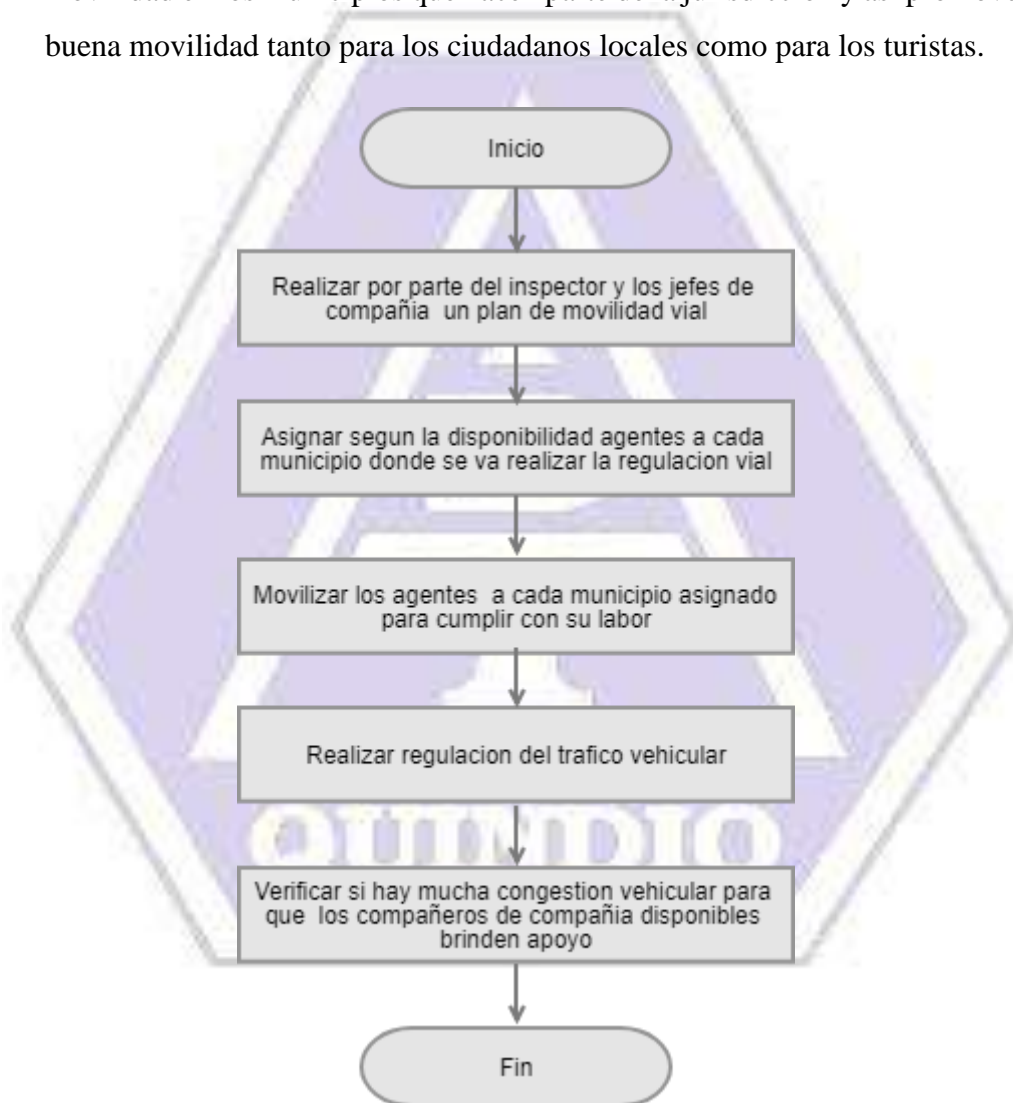 buena movilidad tanto para los ciudadanos locales como para los turistas.
Inicio
Realizar por parte del inspector y los jefes de
compañia un plan de movilidad vial
Asignar segun la disponibilidad agentes a cada
municipio donde se va realizar la regulacion vial
Movilizar los agentes a cada municipio asignado
para cumplir con su labor
Realizar regulacion del trafico vehicular
QUINDIO
Verificar si hay mucha congestion vehicular para
que los compañeros de compañia disponibles
brinden apoyo
Fin